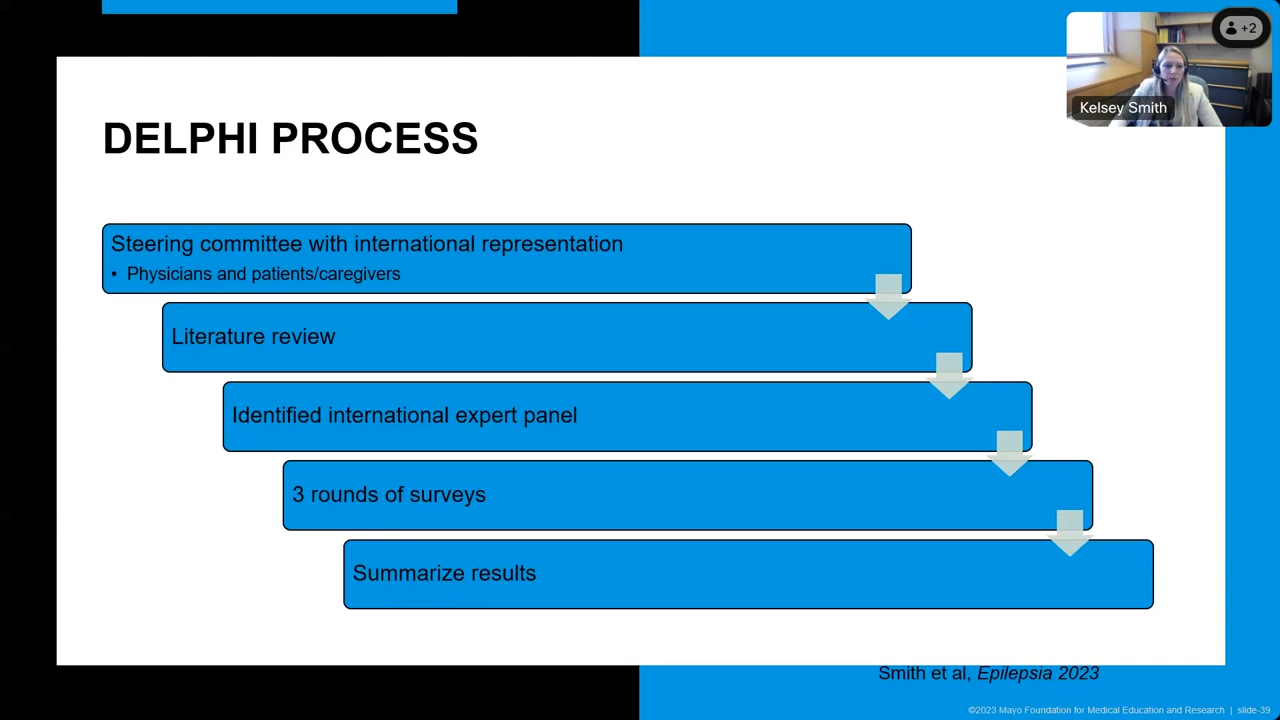 +2
Kelsey Smith
DELPHI PROCESS
Steering committee with international representation
• Physicians and patients/caregivers
Literature review
Identified international expert panel
3 rounds of surveys
Summarize results
Smith et al, Epilepsia 2023
©2023 Mayo Foundation for Medical Education and Research | slide-39